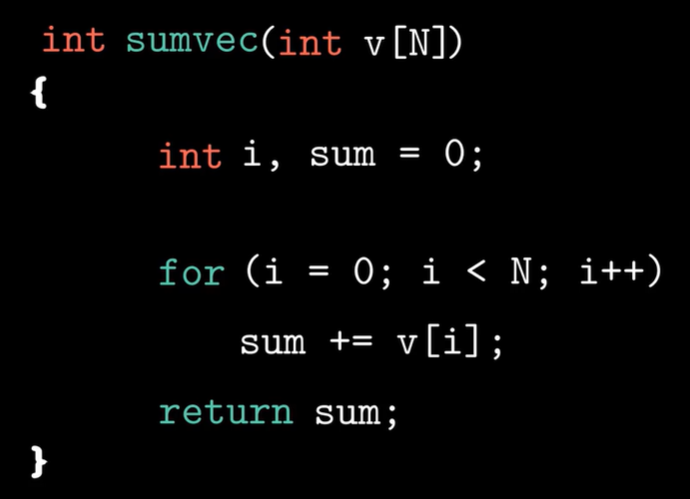 int sumvec(int v[N])
{
int i, sum = 0;
for (i = 0; i < N; i++)
sum += v[i];
return sum;
}